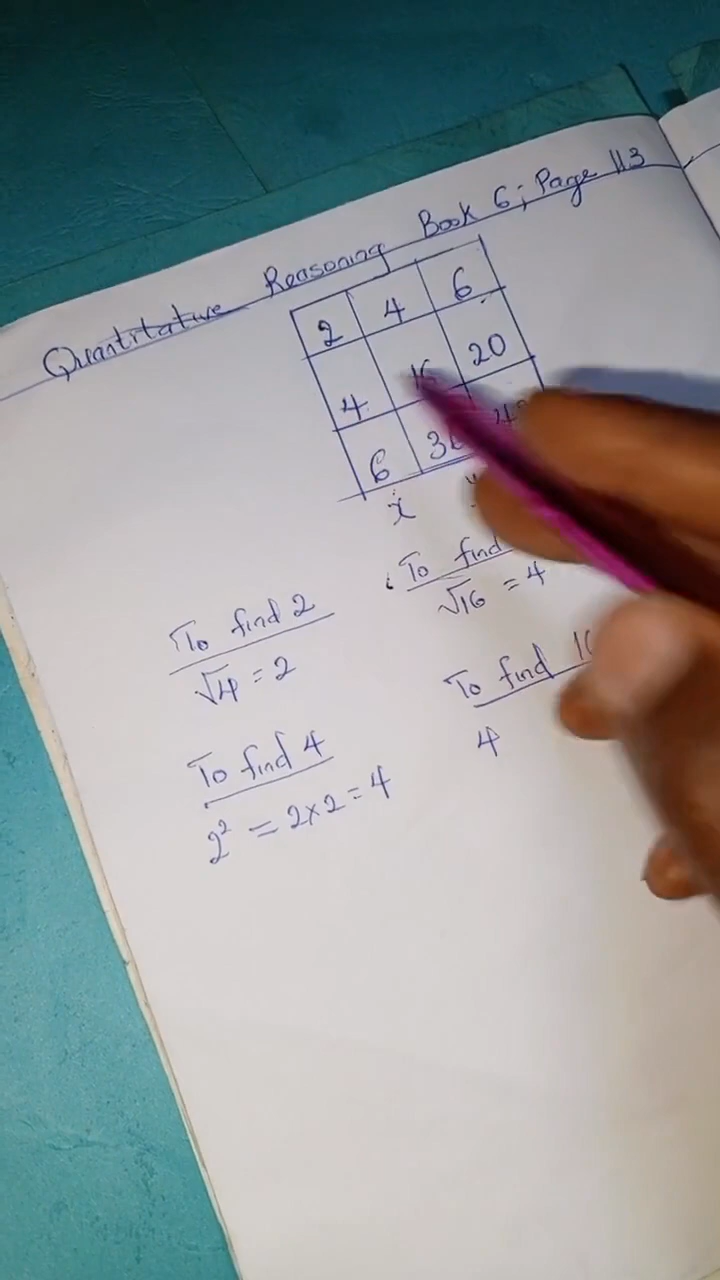 Quantitative Reasoning Book 6; Page 113
2 4 6
4 16 20
6
x
To find 2
√4 = 2
To find 4
2² = 2×2=4
To find
√16 = 4
To find
4